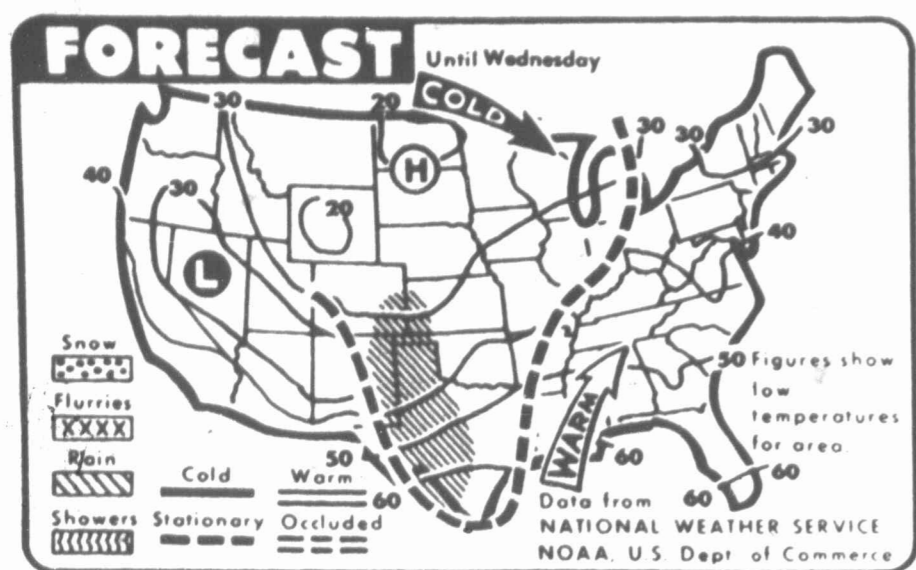 FORECAST
Until Wednesday
COLD
30
20
30
30
30
H
40
30
20
40
L
Snow
Flurries
Rain
Showers
Cold
Warm
Stationary
Occluded
50
60
WARM
60
50
60
60
Figures show
low
temperatures
for area.
Data from
NATIONAL WEATHER SERVICE
NOAA, U.S. Dept of Commerce